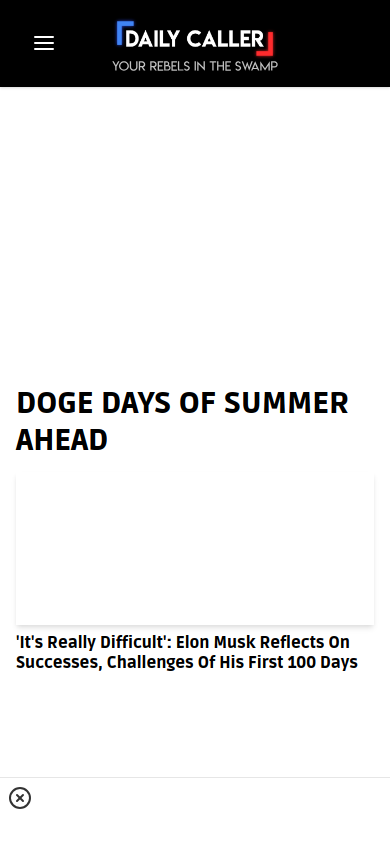 DAILY CALLER
YOUR REBELS IN THE SWAMP
DOGE DAYS OF SUMMER
AHEAD
'It's Really Difficult': Elon Musk Reflects On
Successes, Challenges Of His First 100 Days